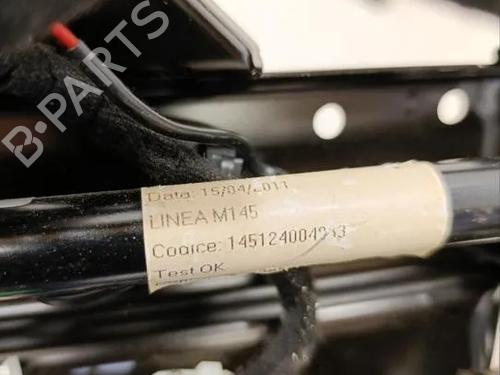 B-PARTS
Data: 15/04/2011
LINEA M145
Codice:
Test OK